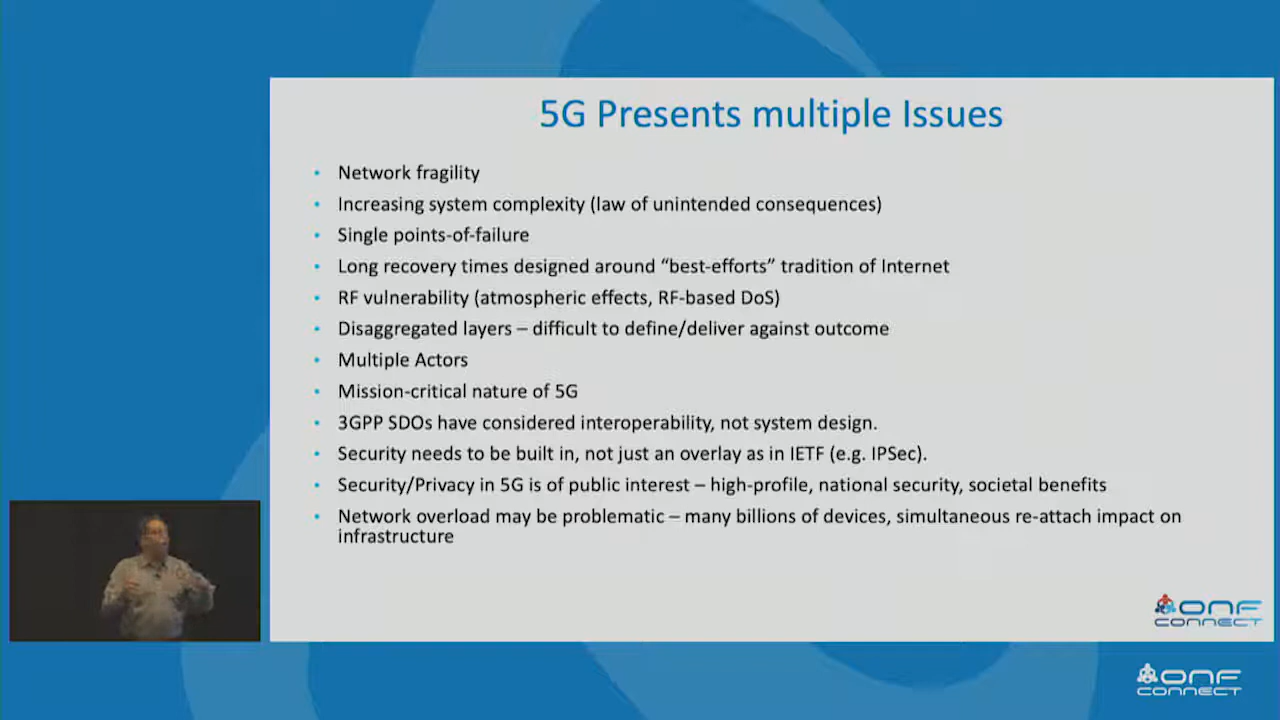 5G Presents multiple Issues
• Network fragility
• Increasing system complexity (law of unintended consequences)
• Single points-of-failure
• Long recovery times designed around “best-efforts” tradition of Internet
• RF vulnerability (atmospheric effects, RF-based DoS)
• Disaggregated layers – difficult to define/deliver against outcome
• Multiple Actors
• Mission-critical nature of 5G
• 3GPP SDOs have considered interoperability, not system design.
• Security needs to be built in, not just an overlay as in IETF (e.g. IPSec).
• Security/Privacy in 5G is of public interest – high-profile, national security, societal benefits
• Network overload may be problematic – many billions of devices, simultaneous re-attach impact on
infrastructure
ONF
CONNECT
ONF
CONNECT